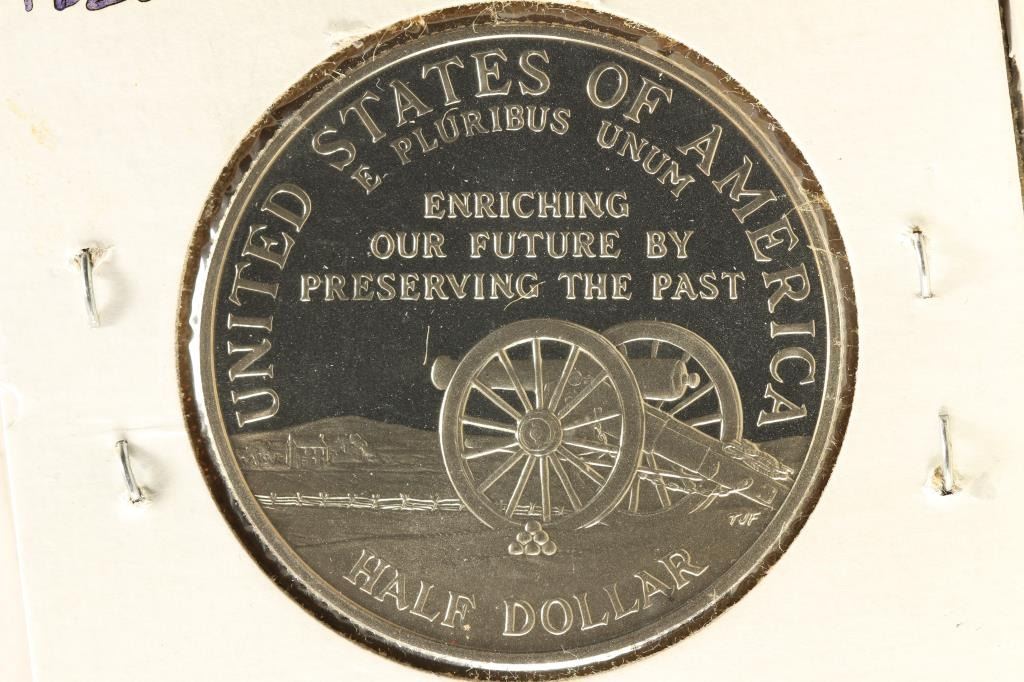 UNITED STATES OF AMERICA
E PLURIBUS UNUM
ENRICHING
OUR FUTURE BY
PRESERVING THE PAST
TJF
HALF DOLLAR